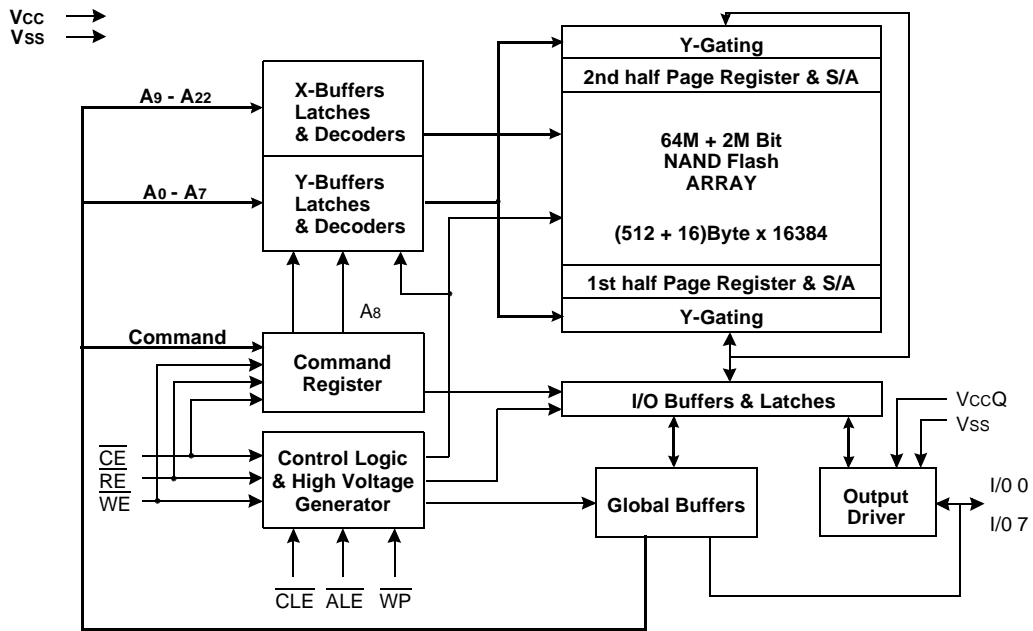 VCC
VSS
A9 - A22
X-Buffers
Latches
& Decoders
A0 - A7
Y-Buffers
Latches
& Decoders
Y-Gating
2nd half Page Register & S/A
64M + 2M Bit
NAND Flash
ARRAY
(512 + 16)Byte x 16384
1st half Page Register & S/A
Y-Gating
A8
Command
Command
Register
I/O Buffers & Latches
VCCQ
VSS
CE
RE
WE
Control Logic
& High Voltage
Generator
Global Buffers
Output
Driver
I/0 0
I/0 7
CLE
ALE
WP